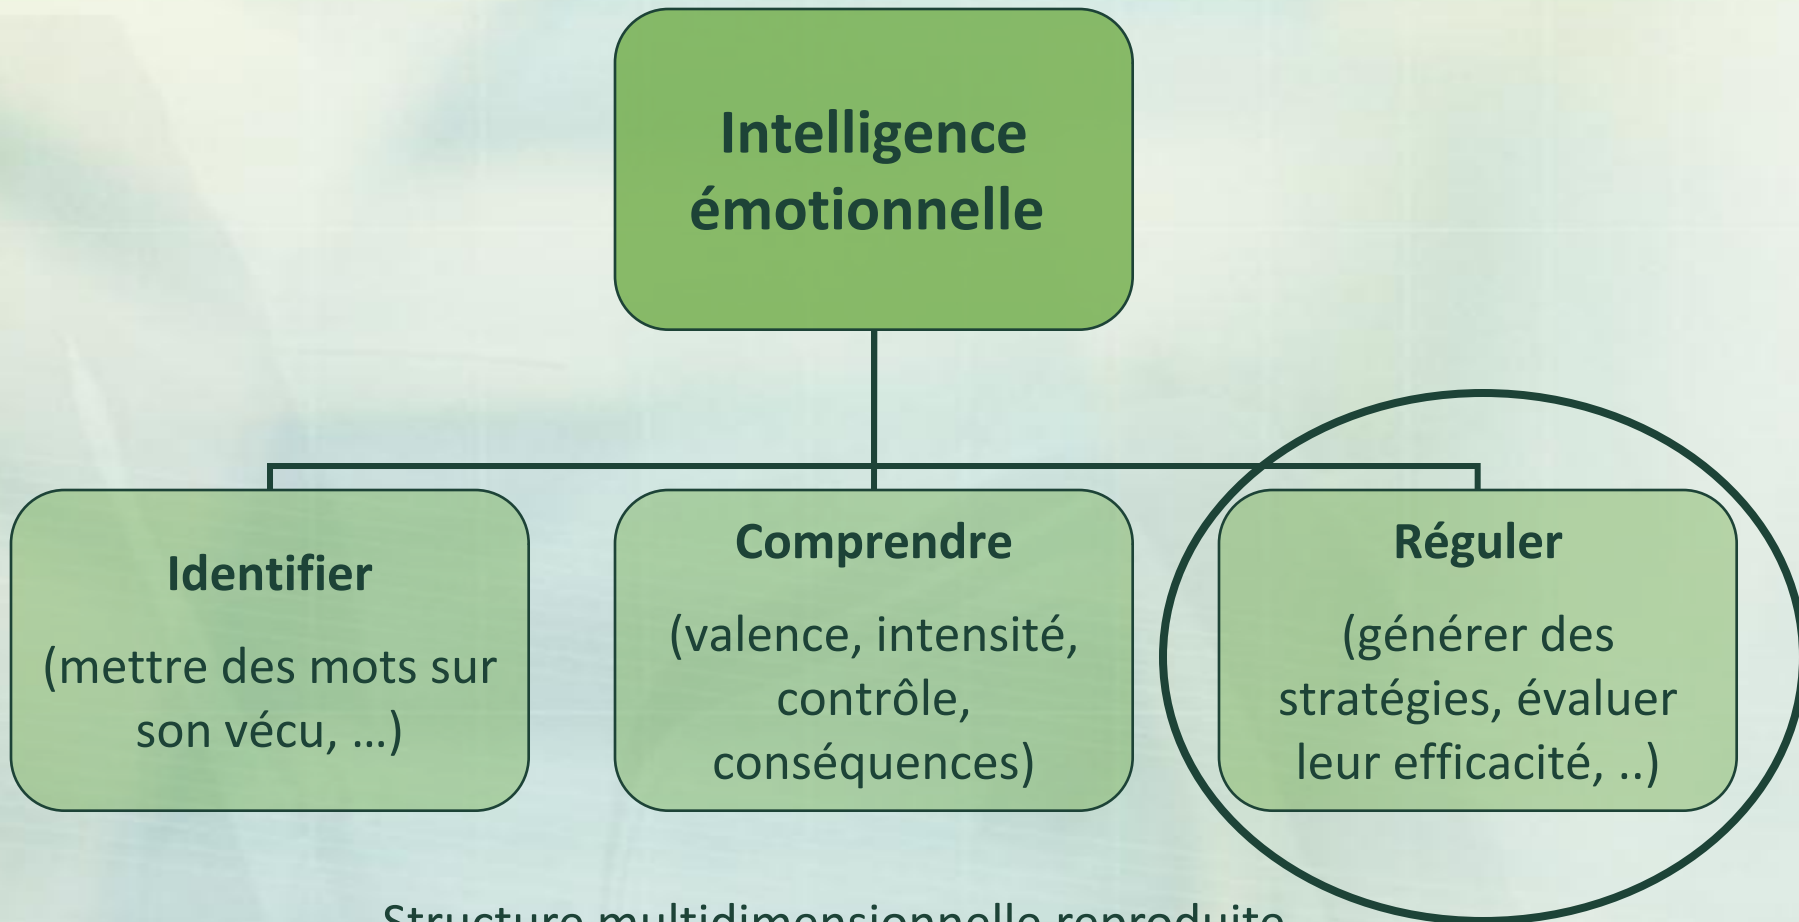 Intelligence
émotionnelle
Identifier
(mettre des mots sur
son vécu, ...)
Comprendre
(valence, intensité,
contrôle,
conséquences)
Réguler
(générer des
stratégies, évaluer
leur efficacité, ..)
Structure multidimensionnelle reproduite